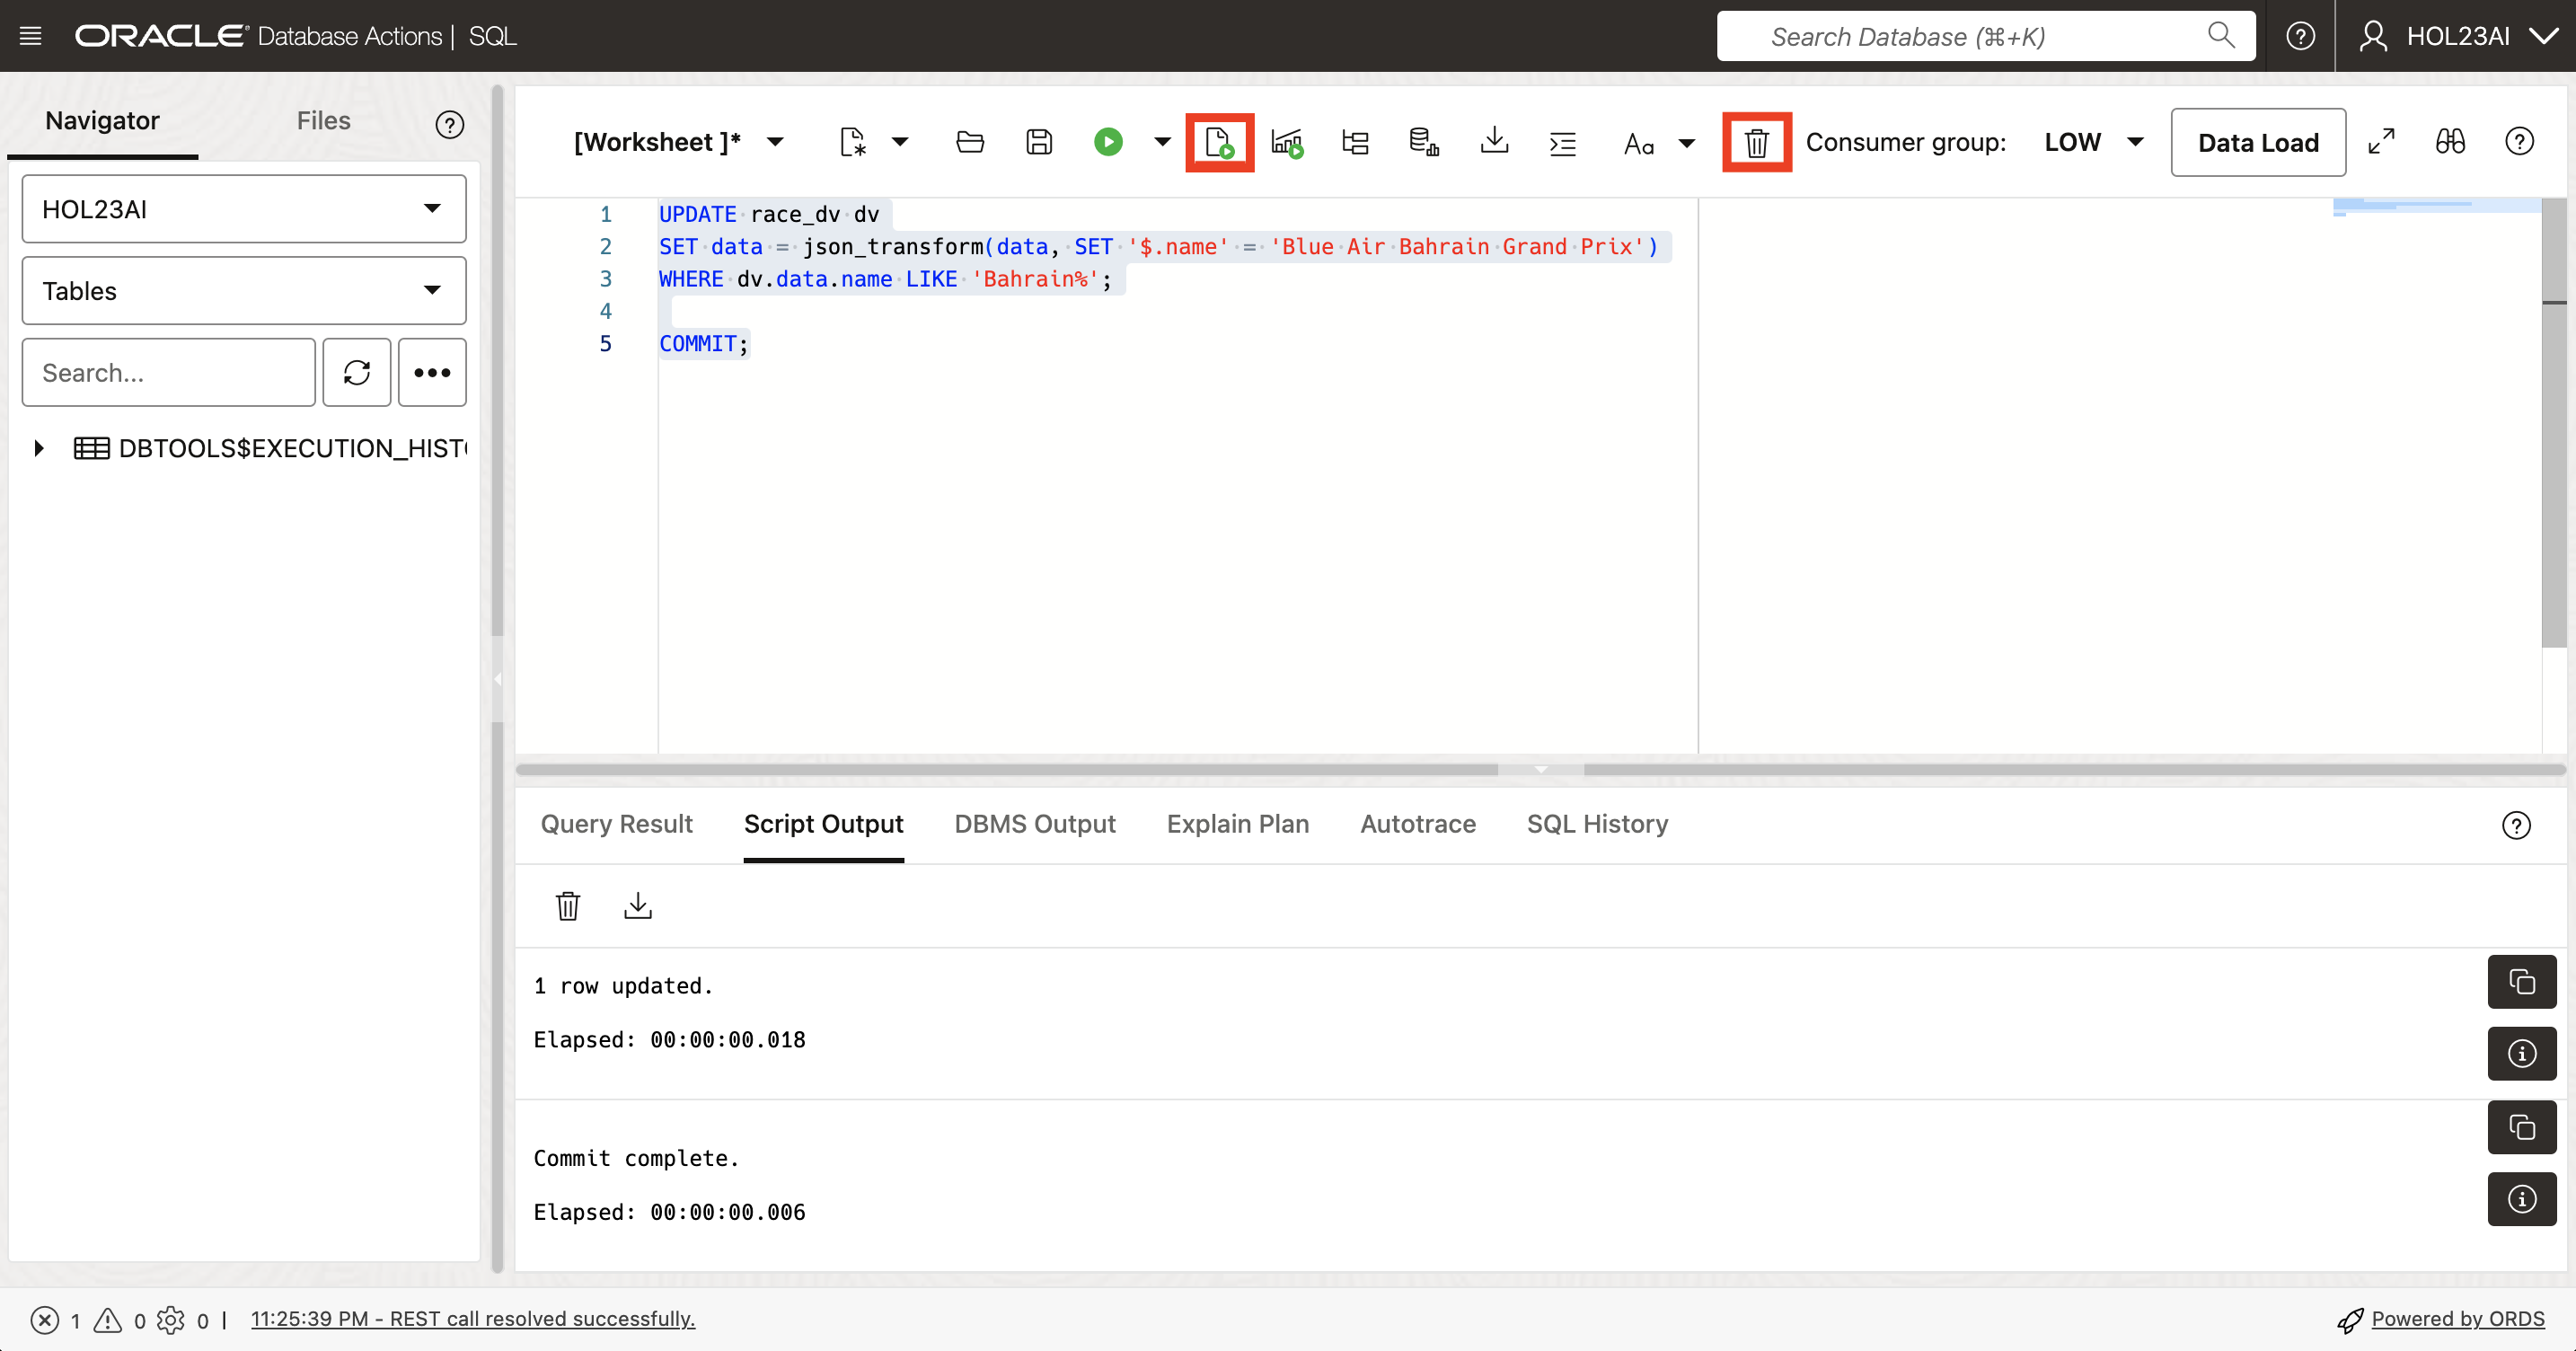 ORACLE Database Actions | SQL
Search Database (⌘+K)
HOL23AI
Navigator
Files
HOL23AI
Tables
Search...
DBTOOLS$EXECUTION_HIST
[Worksheet ]*
Aa
Consumer group:
LOW
Data Load
1 UPDATE race_dv dv
2 SET data = json_transform(data, SET '$.name' = 'Blue Air Bahrain Grand Prix')
3 WHERE dv.data.name LIKE 'Bahrain%';
4
5 COMMIT;
Query Result
Script Output
DBMS Output
Explain Plan
Autotrace
SQL History
1 row updated.
Elapsed: 00:00:00.018
Commit complete.
Elapsed: 00:00:00.006
1 0 0 | 11:25:39 PM - REST call resolved successfully.
Powered by ORDS